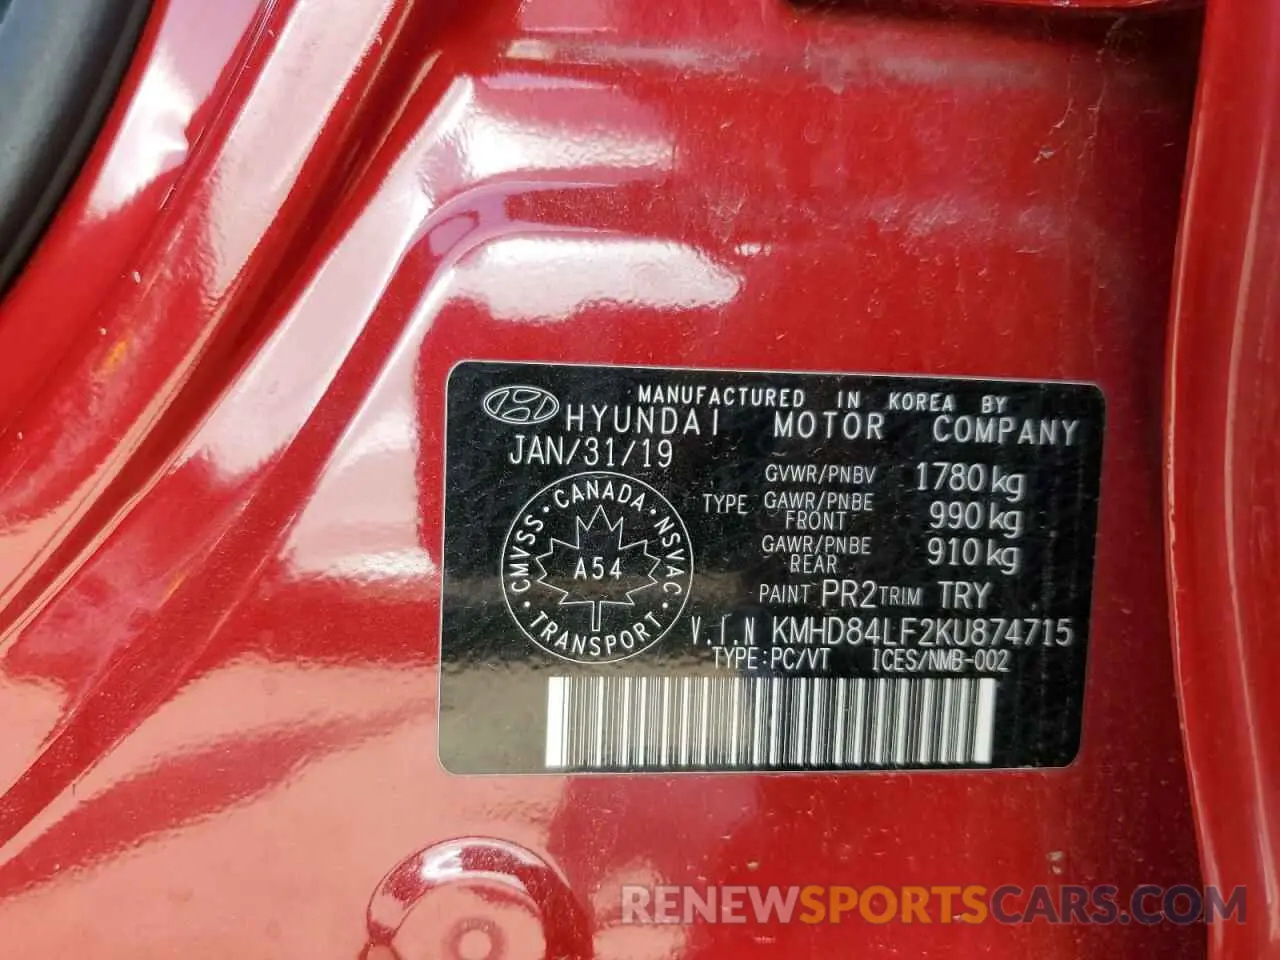 MANUFACTURED IN KOREA BY
HYUNDAI MOTOR COMPANY
JAN/31/19
GVWR/PNBV 1780 kg
TYPE GAWR/PNBE FRONT 990 kg
GAWR/PNBE REAR 910 kg
CANADA · NSVAC · TRANSPORT · CMVSS ·
A54
PAINT PR2 TRIM TRY
V.I.N KMHD84LF2KU874715
TYPE:PC/VT ICES/NMB-002
RENEWSPORTSCARS.COM